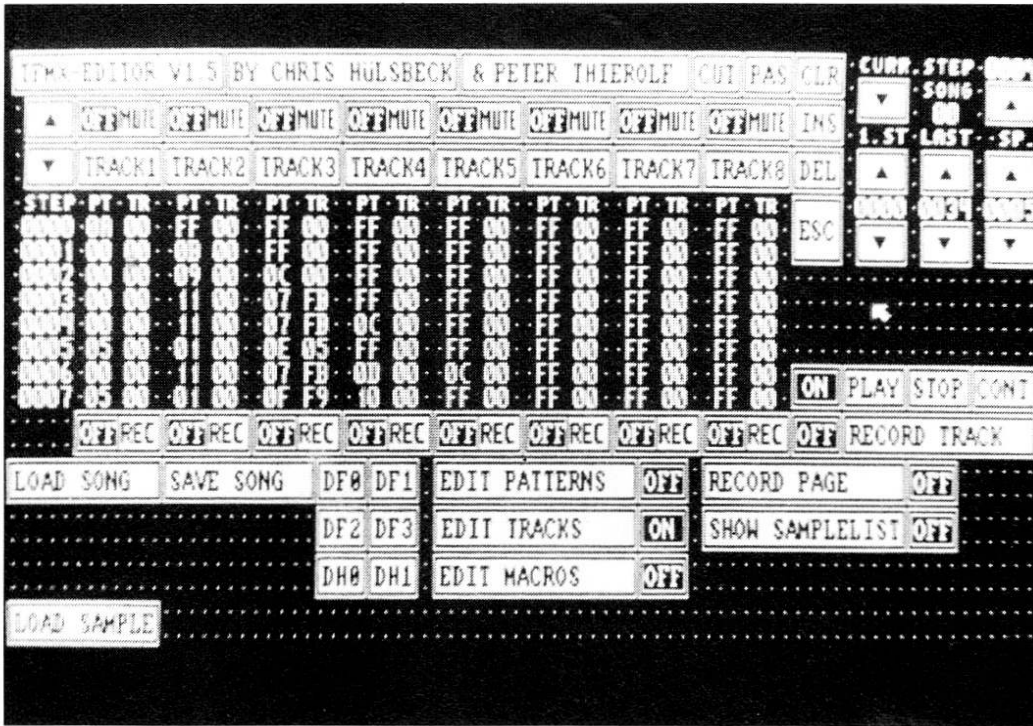 TFMX-EDITOR V1.5 BY CHRIS HüLSBECK & PETER THIEROLF CUT PAS CLR
CURR.STEP
SONG
00
OFF MUTE OFF MUTE OFF MUTE OFF MUTE OFF MUTE OFF MUTE OFF MUTE OFF MUTE INS
1.ST LAST SP.
TRACK1 TRACK2 TRACK3 TRACK4 TRACK5 TRACK6 TRACK7 TRACK8 DEL
STEP PT TR PT TR PT TR PT TR PT TR PT TR PT TR PT TR
ESC
0000 0034
0000 00 00 FF 00 FF 00 FF 00 FF 00 FF 00 FF 00 FF 00
0001 00 00 0B 00 FF 00 FF 00 FF 00 FF 00 FF 00 FF 00
0002 00 00 09 00 0C 00 FF 00 FF 00 FF 00 FF 00 FF 00
0003 00 00 11 00 07 FB FF 00 FF 00 FF 00 FF 00 FF 00
0004 00 00 11 00 07 FB 0C 00 FF 00 FF 00 FF 00 FF 00
0005 05 00 01 00 0E 05 FF 00 FF 00 FF 00 FF 00 FF 00
0006 00 00 11 00 07 FB 0D 00 0C 00 FF 00 FF 00 FF 00
0007 05 00 01 00 0F F9 10 00 FF 00 FF 00 FF 00 FF 00
ON PLAY STOP CONT
OFF REC OFF REC OFF REC OFF REC OFF REC OFF REC OFF REC OFF REC OFF RECORD TRACK
LOAD SONG SAVE SONG DF0 DF1 EDIT PATTERNS OFF RECORD PAGE OFF
DF2 DF3 EDIT TRACKS ON SHOW SAMPLELIST OFF
DH0 DH1 EDIT MACROS OFF
LOAD SAMPLE